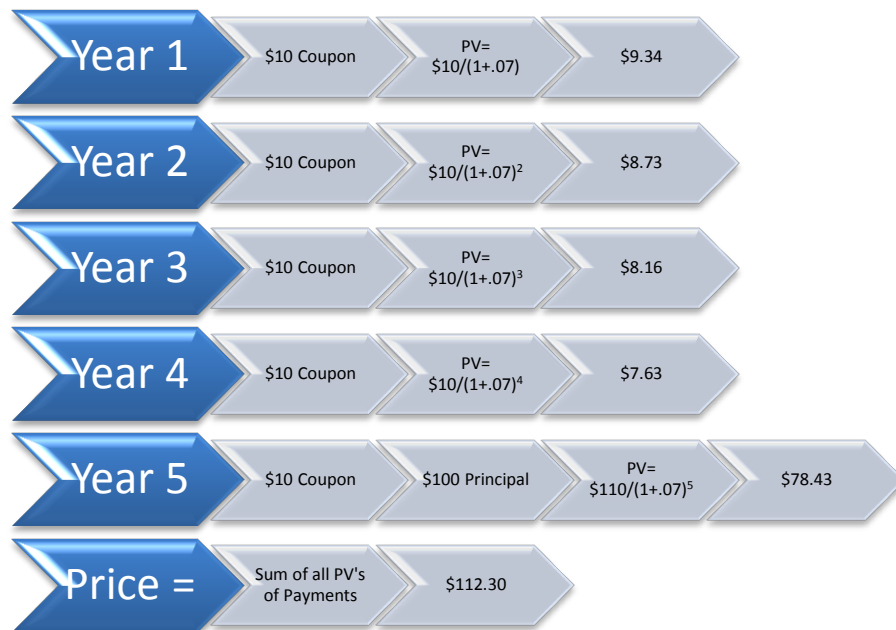 Year 1
$10 Coupon
PV=
$10/(1+.07)
$9.34
Year 2
$10 Coupon
PV=
$10/(1+.07)²
$8.73
Year 3
$10 Coupon
PV=
$10/(1+.07)³
$8.16
Year 4
$10 Coupon
PV=
$10/(1+.07)⁴
$7.63
Year 5
$10 Coupon
$100 Principal
PV=
$110/(1+.07)⁵
$78.43
Price =
Sum of all PV's
of Payments
$112.30